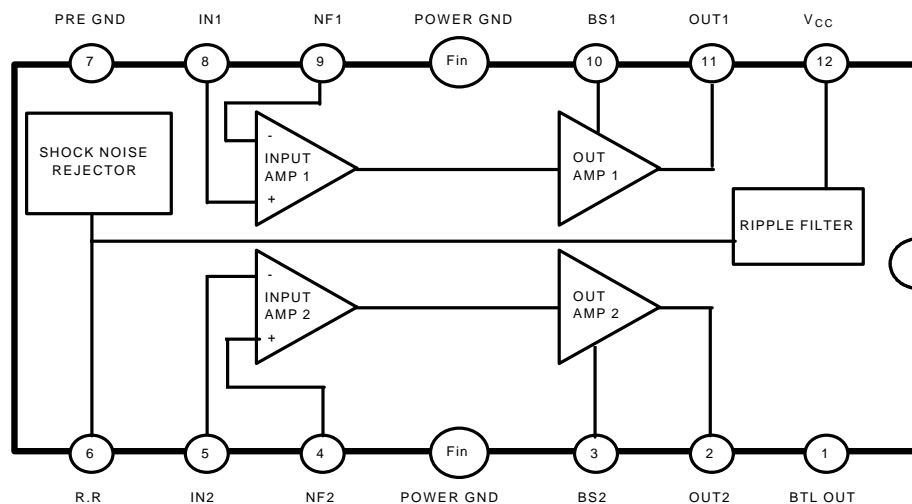 PRE GND IN1 NF1 POWER GND BS1 OUT1 VCC
7 8 9 Fin 10 11 12
SHOCK NOISE
REJECTOR
-
INPUT
AMP 1
+
OUT
AMP 1
RIPPLE FILTER
-
INPUT
AMP 2
+
OUT
AMP 2
6 5 4 Fin 3 2 1
R.R IN2 NF2 POWER GND BS2 OUT2 BTL OUT